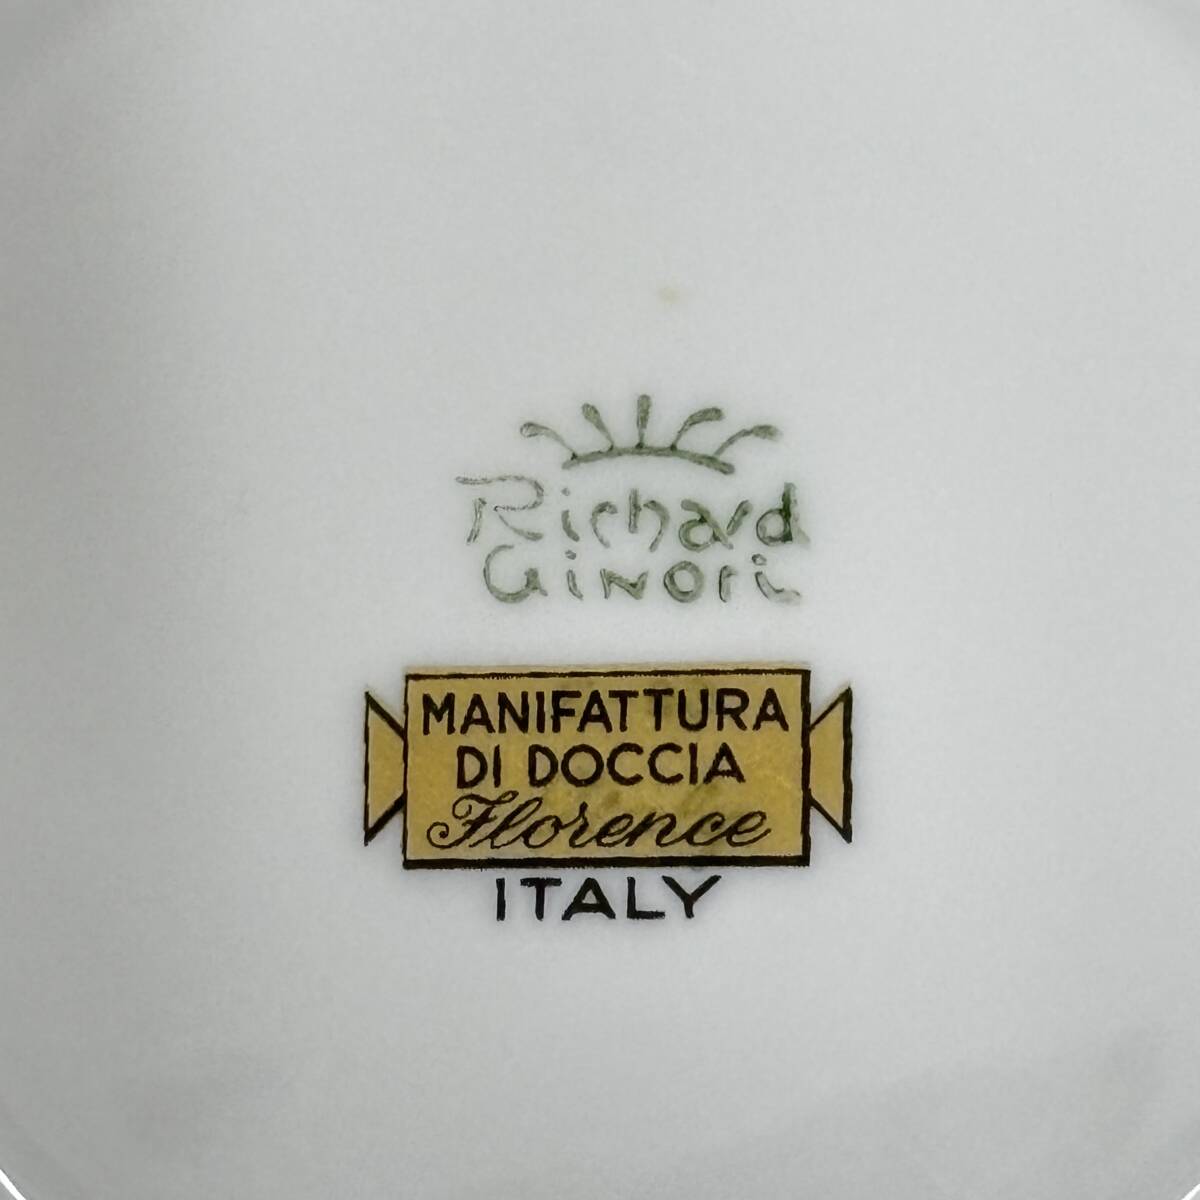 Richard
Ginori
MANIFATTURA
DI DOCCIA
Florence
ITALY